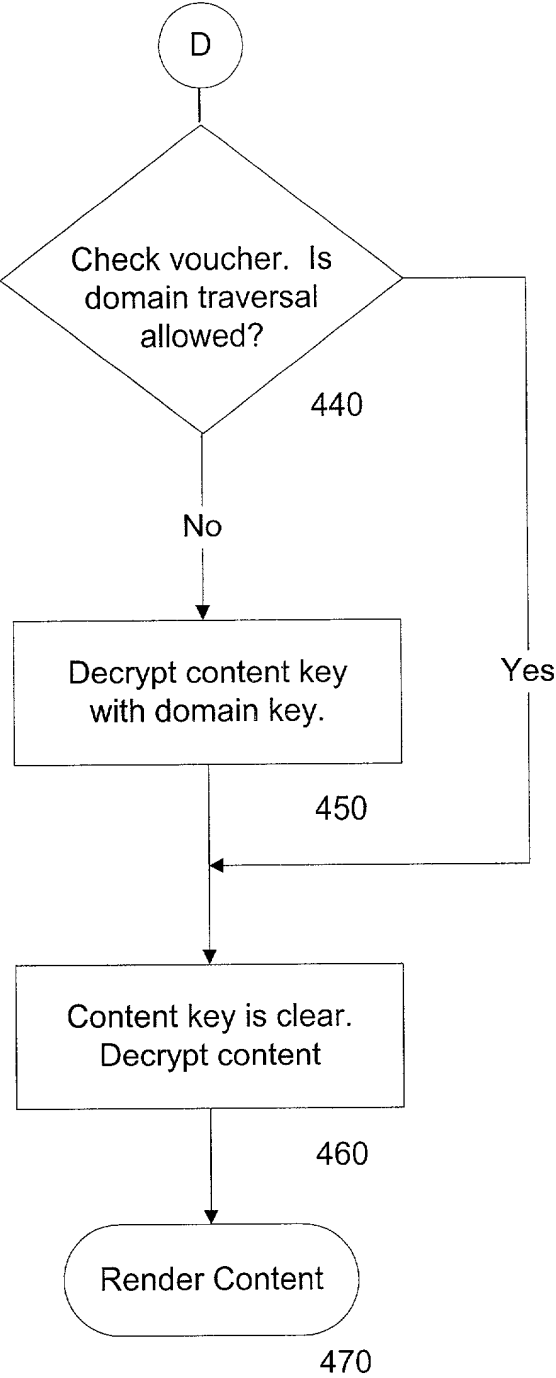 D
Check voucher. Is
domain traversal
allowed?
440
No
Decrypt content key
with domain key.
Yes
450
Content key is clear.
Decrypt content
460
Render Content
470